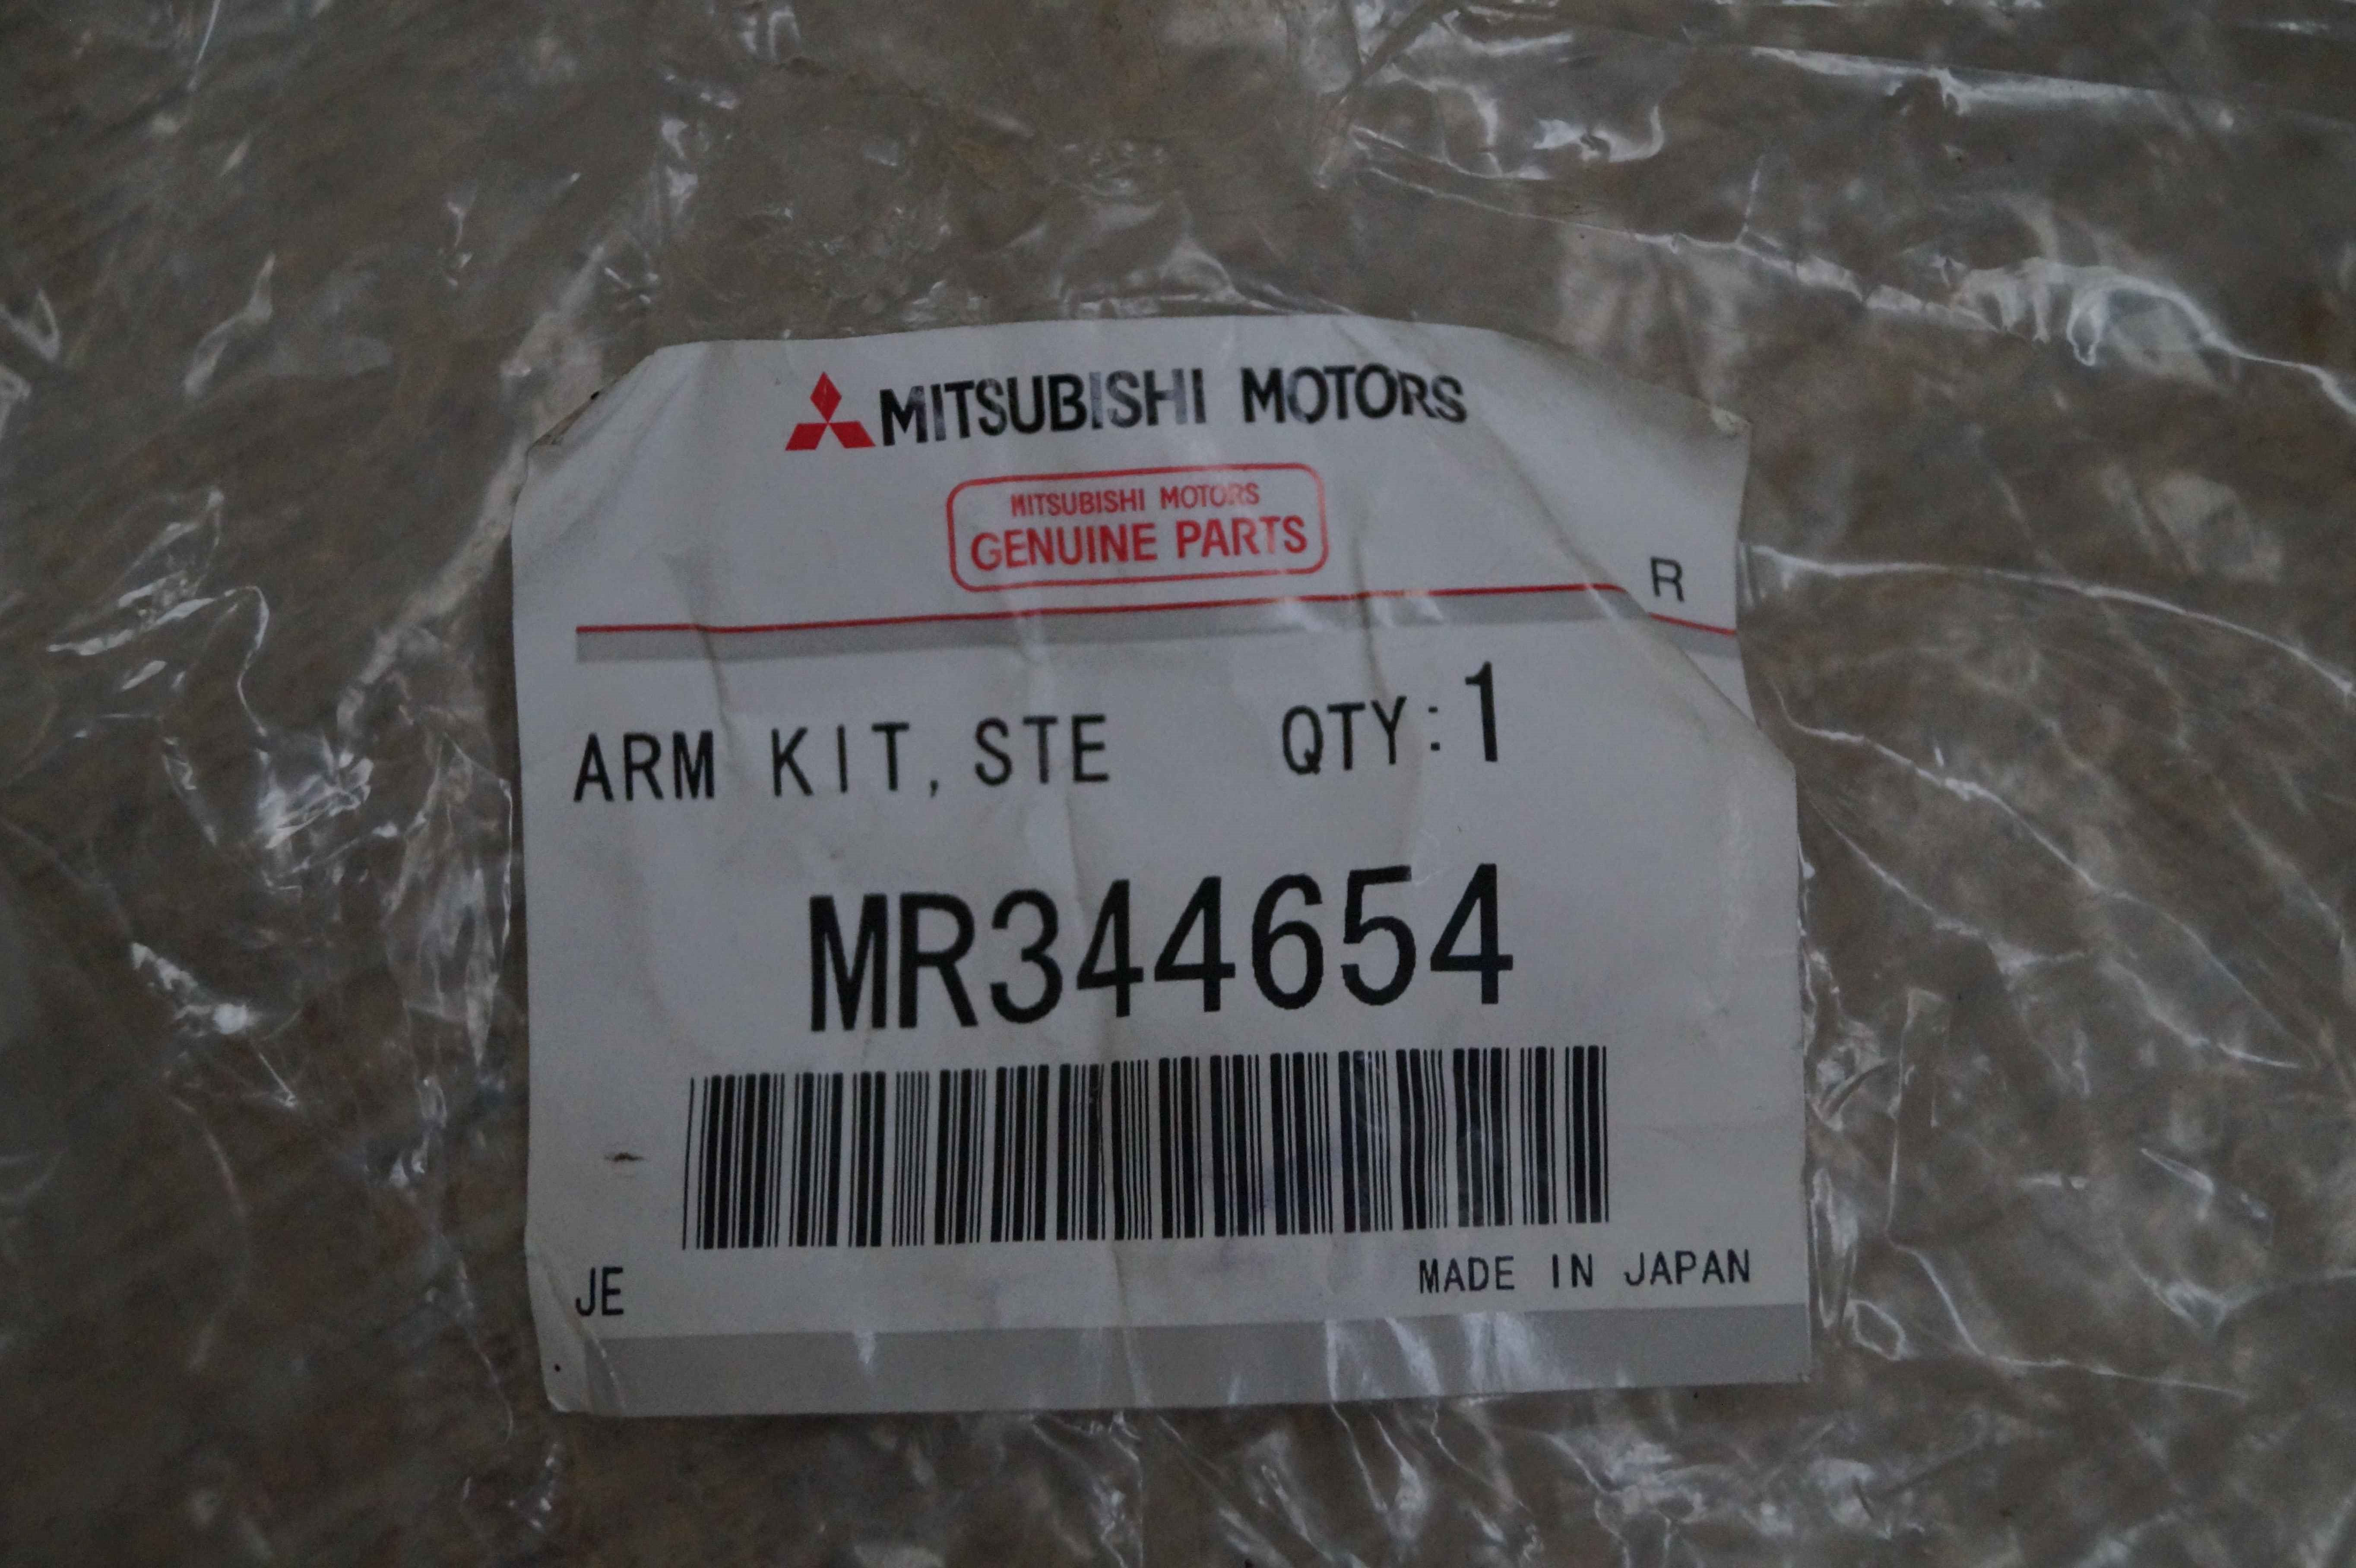 MITSUBISHI MOTORS
MITSUBISHI MOTORS
GENUINE PARTS
R
ARM KIT, STE QTY:1
MR344654
JE MADE IN JAPAN